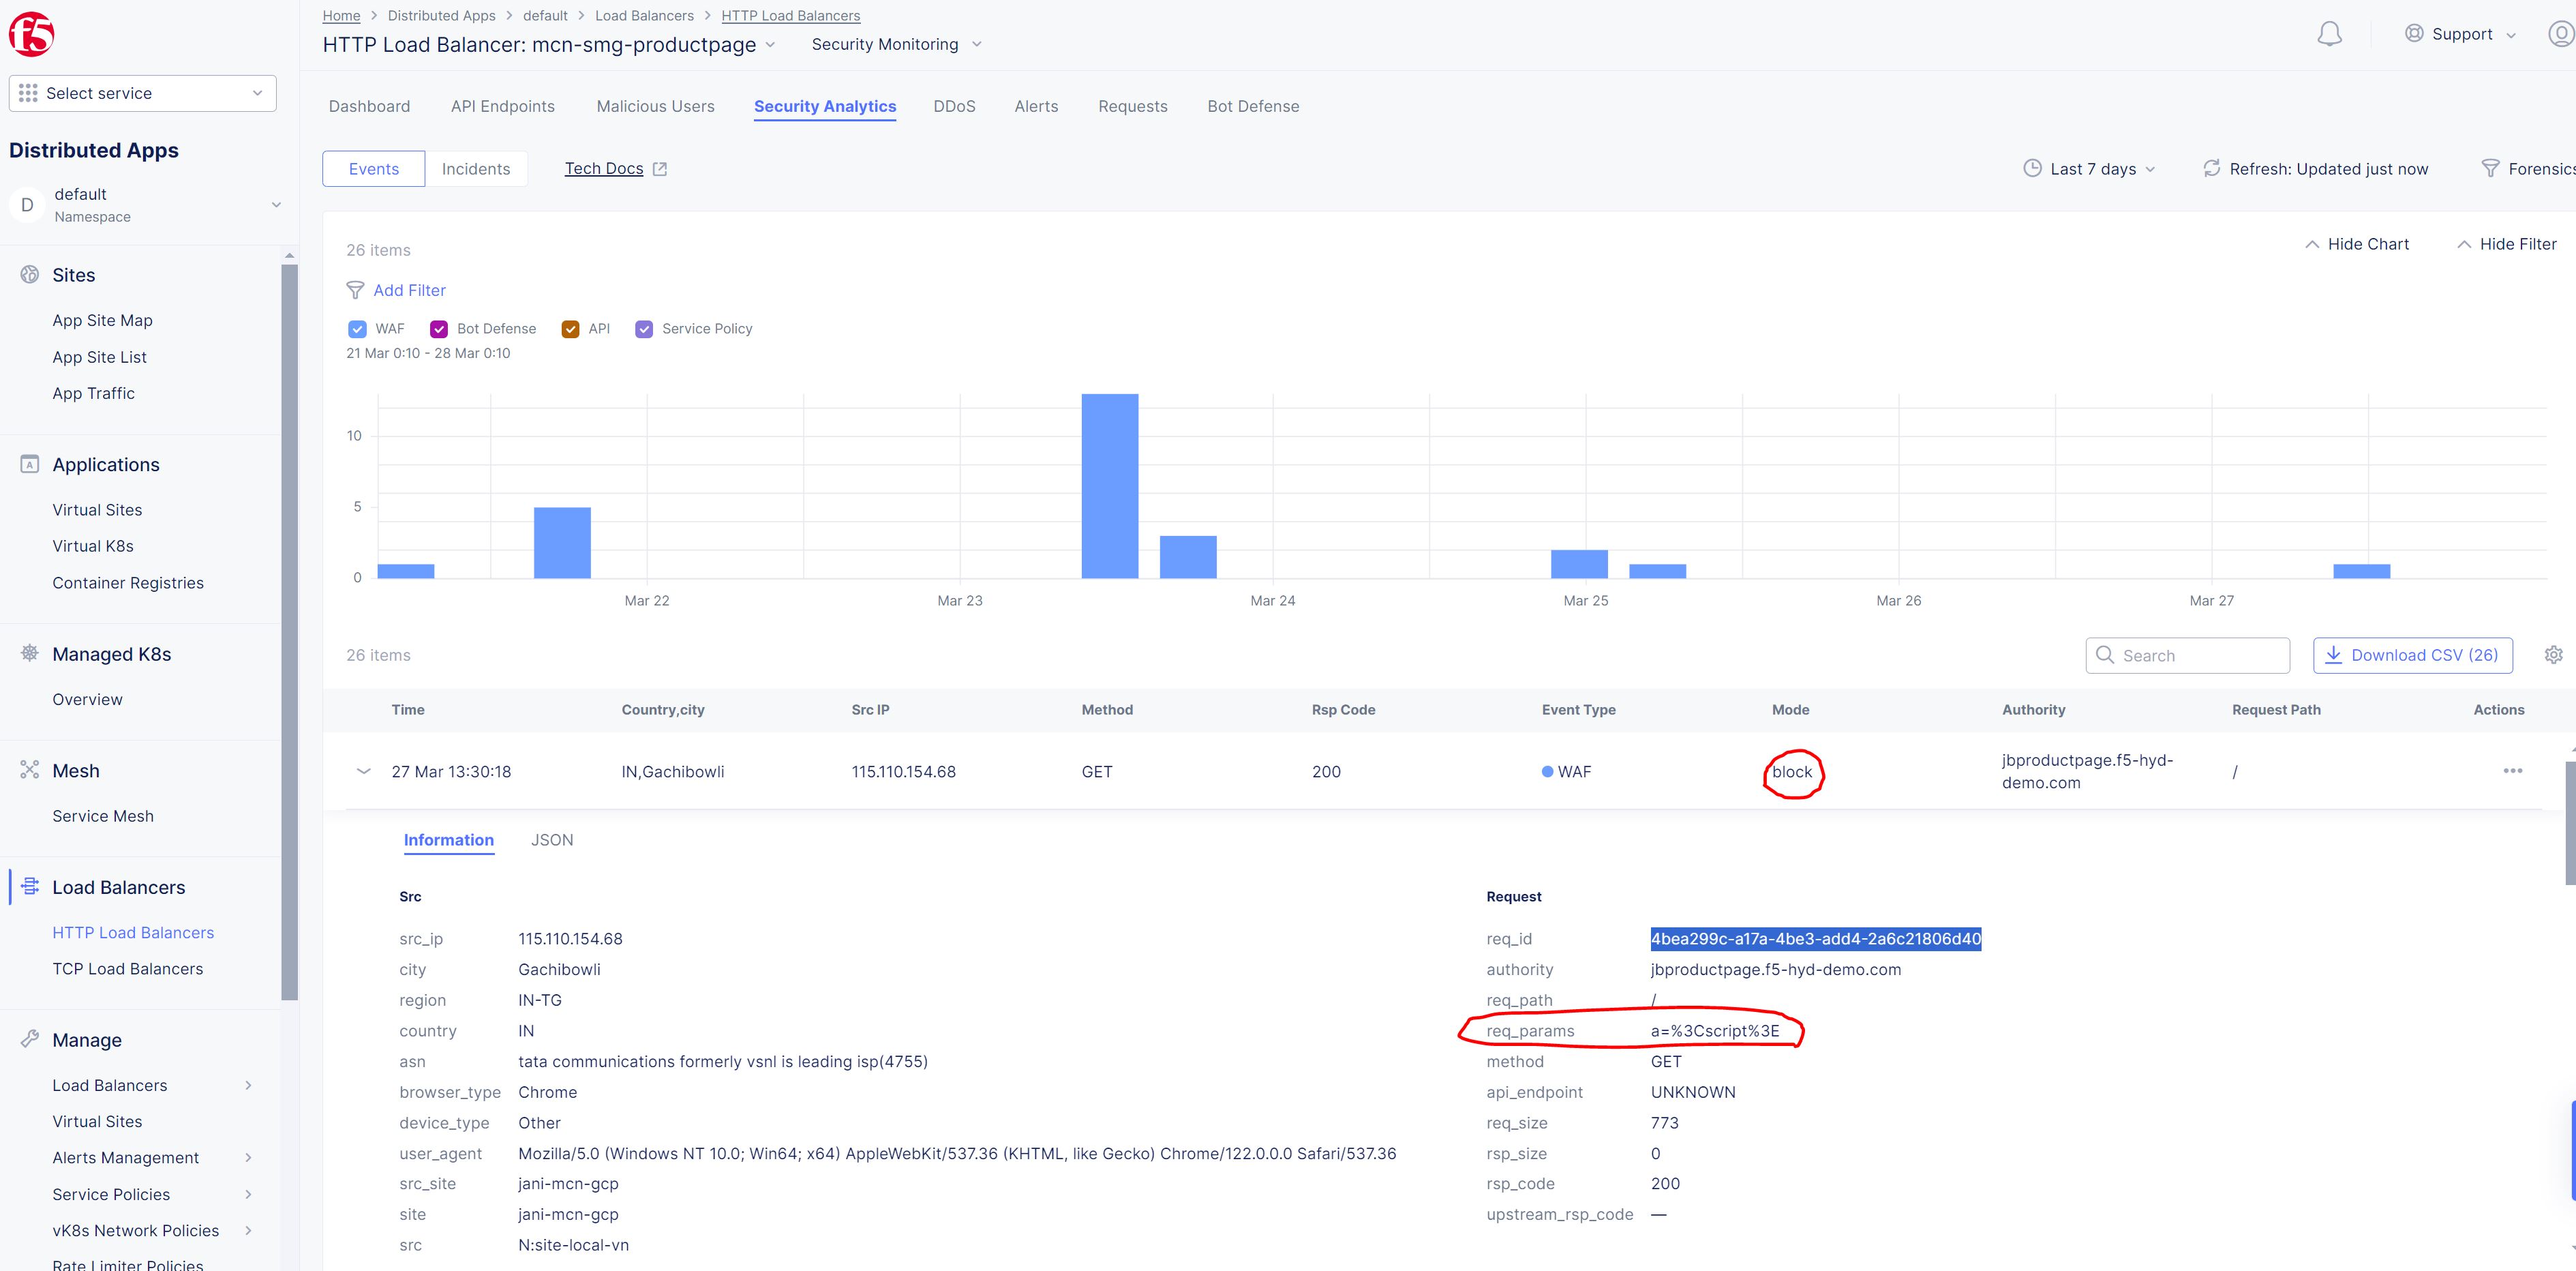 f5
Select service
Distributed Apps
D
default
Namespace
Sites
App Site Map
App Site List
App Traffic
A
Applications
Virtual Sites
Virtual K8s
Container Registries
Managed K8s
Overview
Mesh
Service Mesh
Load Balancers
HTTP Load Balancers
TCP Load Balancers
Manage
Load Balancers
Virtual Sites
Alerts Management
Service Policies
vK8s Network Policies
Rate Limiter Policies
Home > Distributed Apps > default > Load Balancers > HTTP Load Balancers
HTTP Load Balancer: mcn-smg-productpage Security Monitoring
Support
Dashboard API Endpoints Malicious Users Security Analytics DDoS Alerts Requests Bot Defense
Events Incidents Tech Docs
Last 7 days Refresh: Updated just now Forensics
26 items
Hide Chart Hide Filter
Add Filter
WAF Bot Defense API Service Policy
21 Mar 0:10 - 28 Mar 0:10
10
5
0
Mar 22 Mar 23 Mar 24 Mar 25 Mar 26 Mar 27
26 items
Search Download CSV (26)
Time Country,city Src IP Method Rsp Code Event Type Mode Authority Request Path Actions
27 Mar 13:30:18 IN,Gachibowli 115.110.154.68 GET 200 WAF block jbproductpage.f5-hyd-demo.com /
Information JSON
Src
src_ip 115.110.154.68
city Gachibowli
region IN-TG
country IN
asn tata communications formerly vsnl is leading isp(4755)
browser_type Chrome
device_type Other
user_agent Mozilla/5.0 (Windows NT 10.0; Win64; x64) AppleWebKit/537.36 (KHTML, like Gecko) Chrome/122.0.0.0 Safari/537.36
src_site jani-mcn-gcp
site jani-mcn-gcp
src N:site-local-vn
Request
req_id 4bea299c-a17a-4be3-add4-2a6c21806d40
authority jbproductpage.f5-hyd-demo.com
req_path /
req_params a=%3Cscript%3E
method GET
api_endpoint UNKNOWN
req_size 773
rsp_size 0
rsp_code 200
upstream_rsp_code —